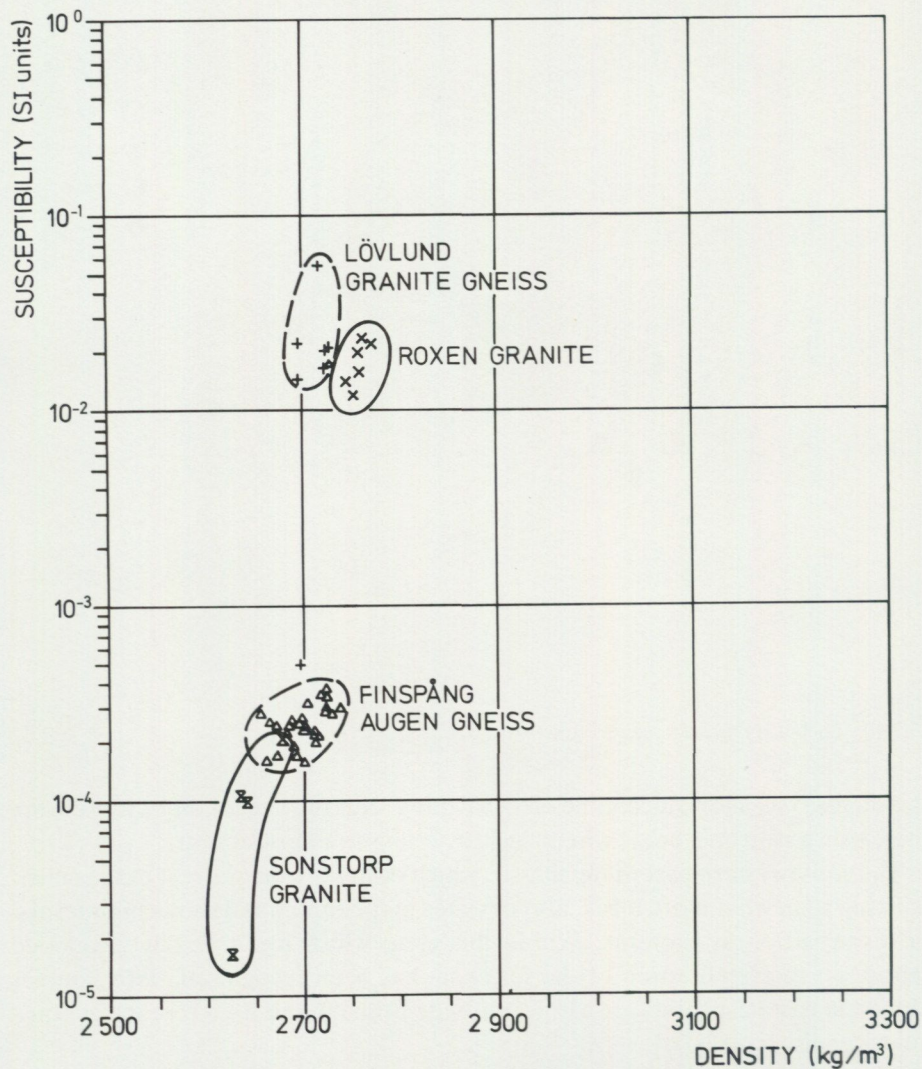 SUSCEPTIBILITY (SI units)
10⁰
10⁻¹
10⁻²
10⁻³
10⁻⁴
10⁻⁵
LÖVLUND
GRANITE GNEISS
ROXEN GRANITE
FINSPÅNG
AUGEN GNEISS
SONSTORP
GRANITE
2 500 2 700 2 900 3100 3300
DENSITY (kg/m³)